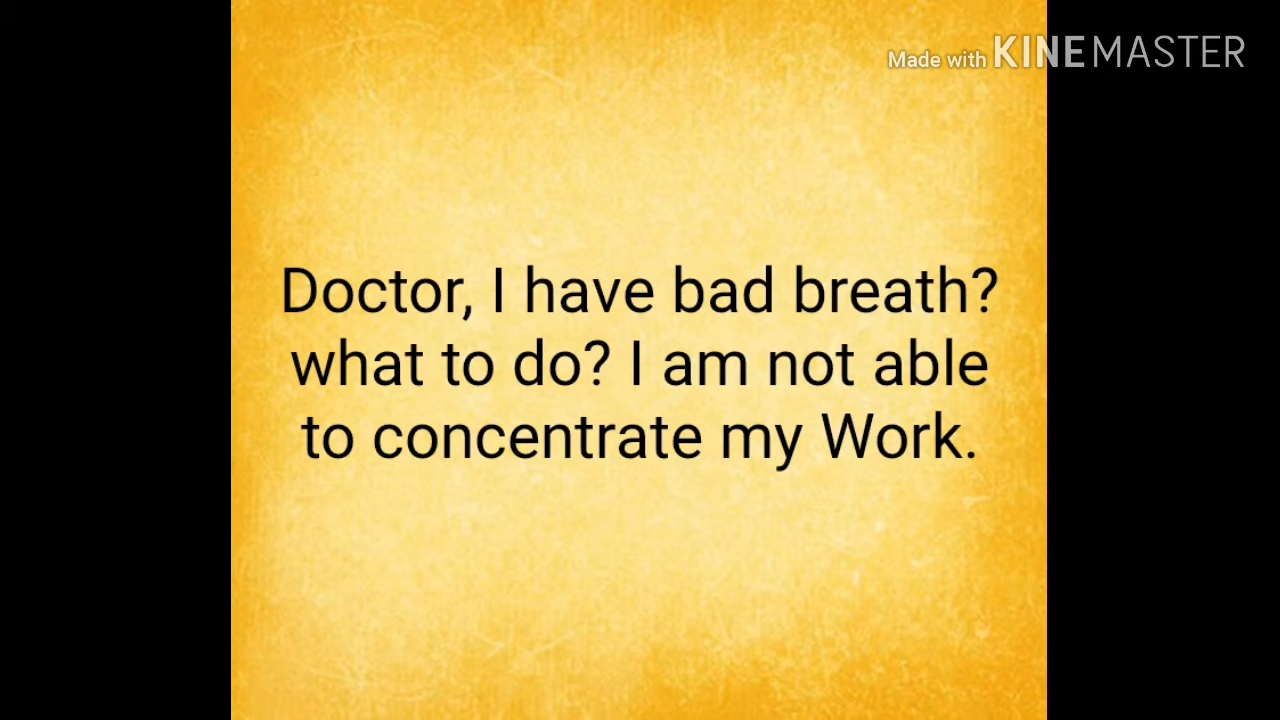 Made with KINEMASTER
Doctor, I have bad breath?
what to do? I am not able
to concentrate my Work.